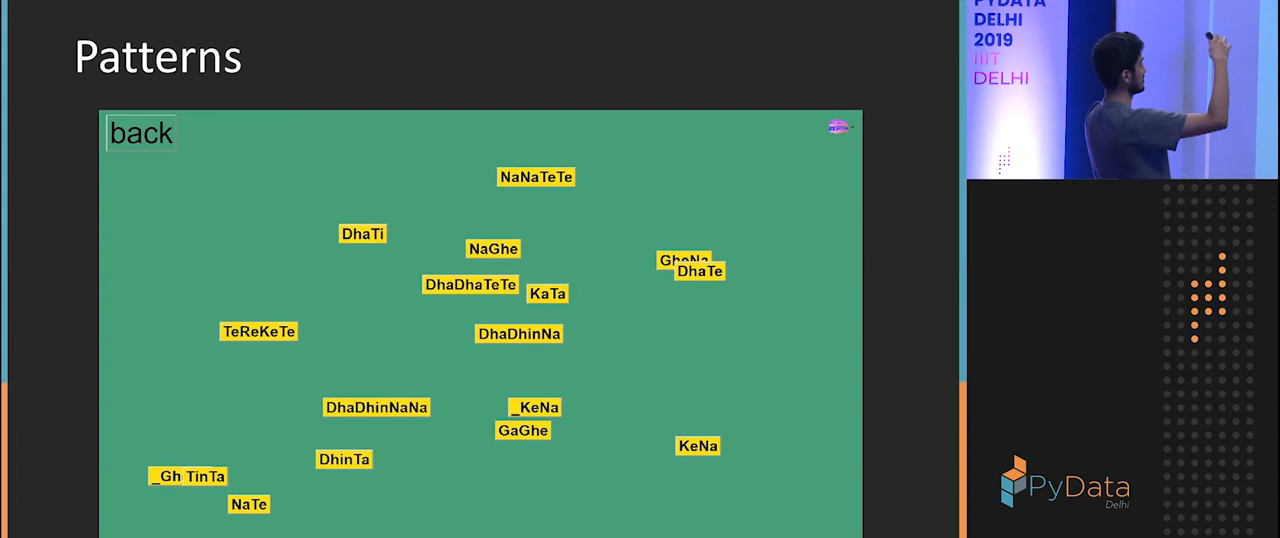 Patterns
PYDATA
DELHI
2019
IIIT
DELHI
back
NaNaTeTe
DhaTi
NaGhe
DhaTe
DhaDhaTeTe
KaTa
TeReKeTe
DhaDhinNa
DhaDhinNaNa
_KeNa
GaGhe
KeNa
DhinTa
_Gh
TinTa
NaTe
PyData
Delhi